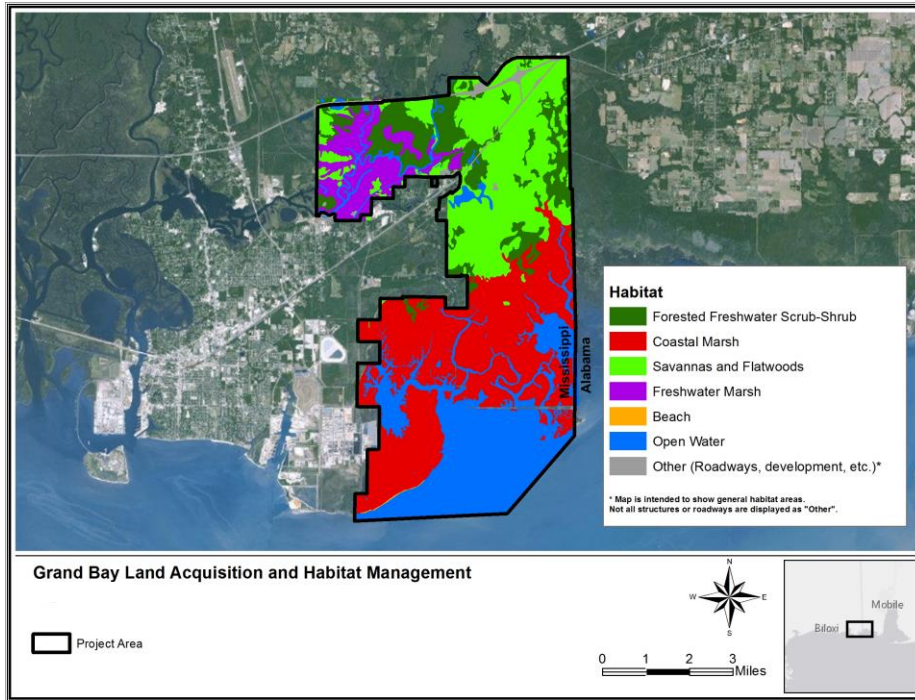 Mississippi
Alabama
Habitat
Forested Freshwater Scrub-Shrub
Coastal Marsh
Savannas and Flatwoods
Freshwater Marsh
Beach
Open Water
Other (Roadways, development, etc.)*
* Map is intended to show general habitat areas.
Not all structures or roadways are displayed as "Other".
Grand Bay Land Acquisition and Habitat Management
Project Area
N
W E
S
0 1 2 3
Miles
Mobile
Biloxi